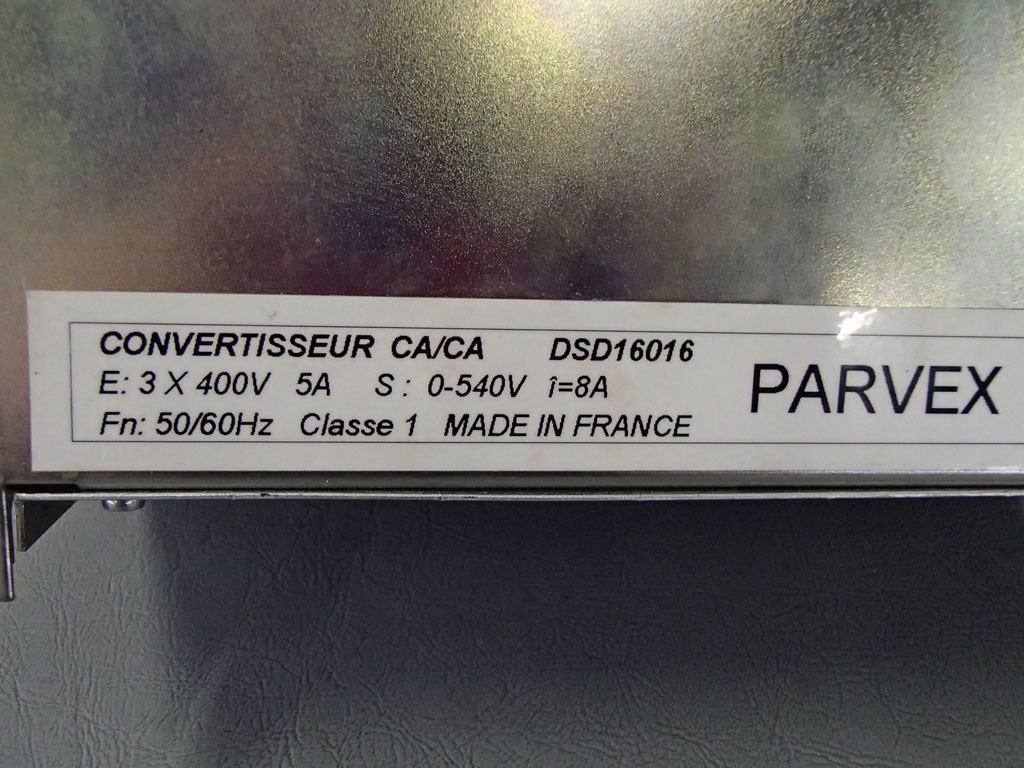 CONVERTISSEUR CA/CA DSD16016
E: 3 X 400V 5A S : 0-540V î=8A
Fn: 50/60Hz Classe 1 MADE IN FRANCE
PARVEX